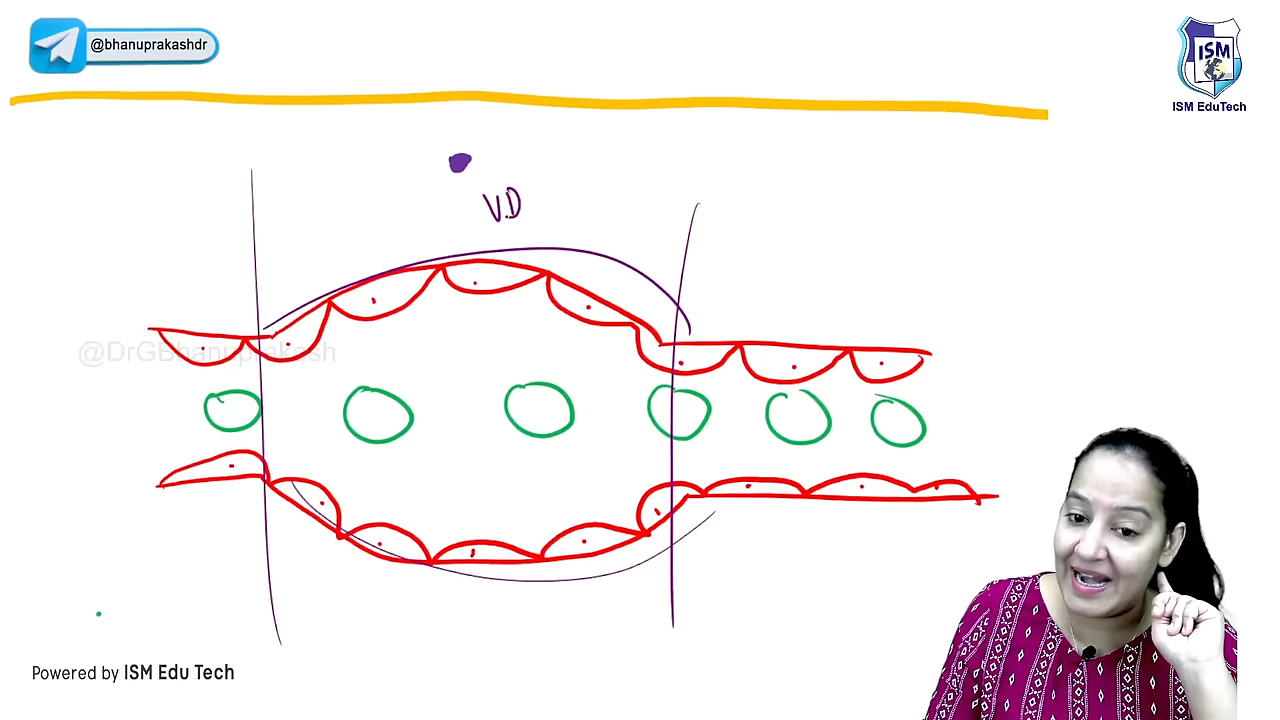 @bhanuprakashdr
ISM
ISM EduTech
V.D
@DrGBhanuprakash
Powered by ISM Edu Tech